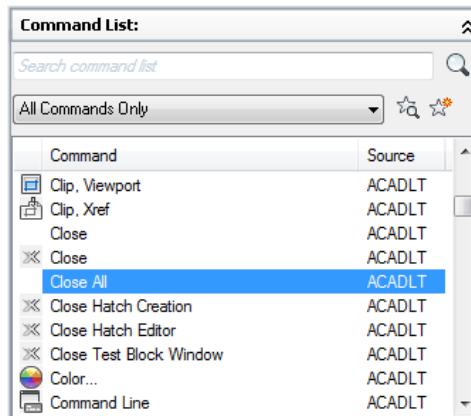 Command List:
Search command list
All Commands Only
Command Source
Clip, Viewport ACADLT
Clip, Xref ACADLT
Close ACADLT
Close ACADLT
Close All ACADLT
Close Hatch Creation ACADLT
Close Hatch Editor ACADLT
Close Test Block Window ACADLT
Color... ACADLT
Command Line ACADLT